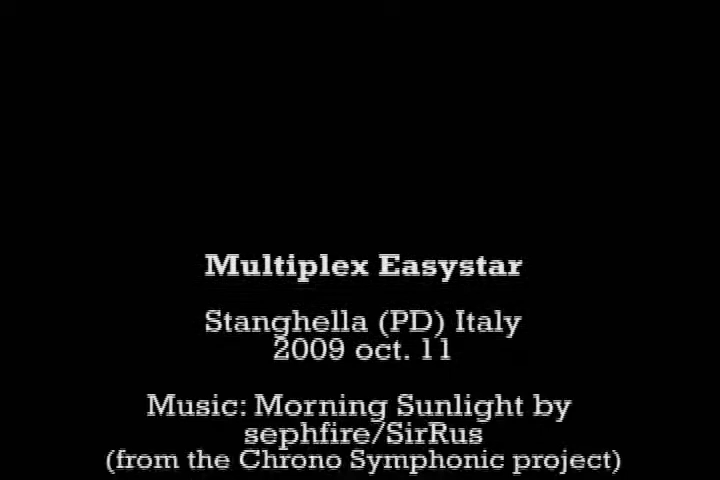 Multiplex Easystar
Stanghella (PD) Italy
2009 oct. 11
Music: Morning Sunlight by
sephfire/SirRus
(from the Chrono Symphonic project)